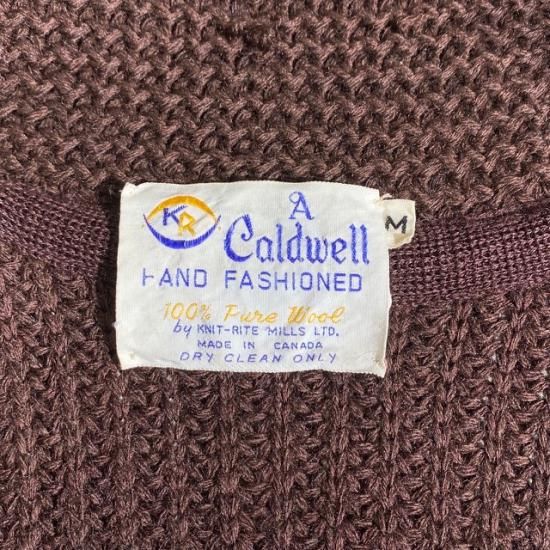 KR
A
Caldwell
HAND FASHIONED
100% Pure Wool
by KNIT-RITE MILLS LTD.
MADE IN CANADA
DRY CLEAN ONLY
M